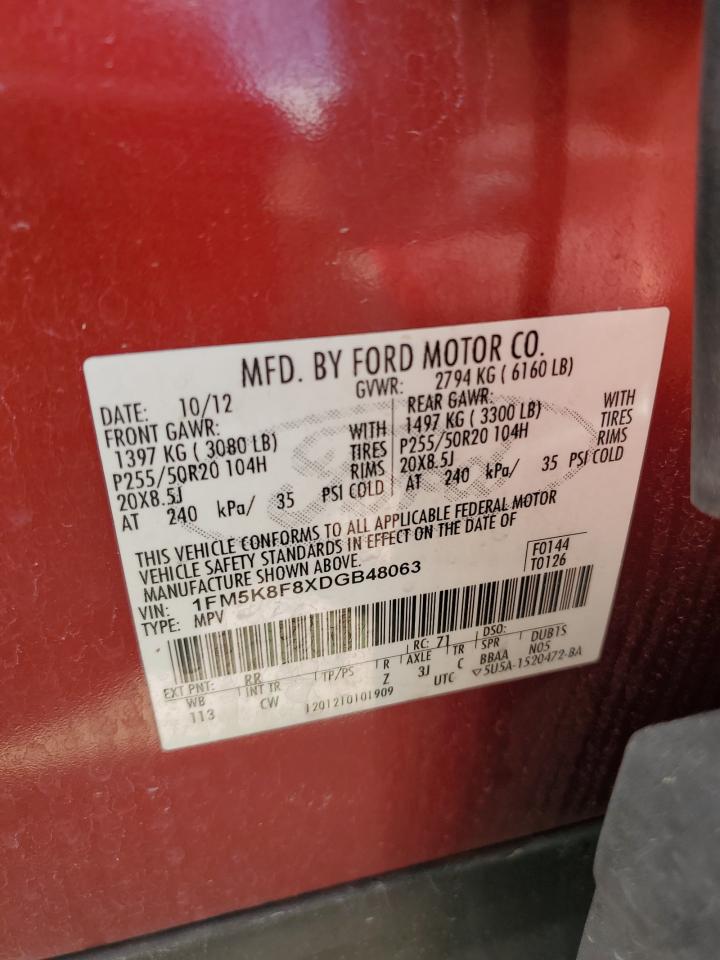 MFD. BY FORD MOTOR CO.
DATE: 10/12 GVWR: 2794 KG ( 6160 LB)
FRONT GAWR:
1397 KG ( 3080 LB) WITH
P255/50R20 104H TIRES
20X8.5J RIMS
AT 240 kPa/ 35 PSI COLD
REAR GAWR:
1497 KG ( 3300 LB) WITH
P255/50R20 104H TIRES
20X8.5J RIMS
AT 240 kPa/ 35 PSI COLD
THIS VEHICLE CONFORMS TO ALL APPLICABLE FEDERAL MOTOR
VEHICLE SAFETY STANDARDS IN EFFECT ON THE DATE OF
MANUFACTURE SHOWN ABOVE.
VIN: 1FM5K8F8XDGB48063
TYPE: MPV
F0144
T0126
EXT PNT: RR RC: 71 DSO:
WB INT TR TP/PS R AXLE TR SPR DUB1S
113 CW Z 3J C BBAA N05
12012T0101909 UTC ▽5U5A-1520472-BA